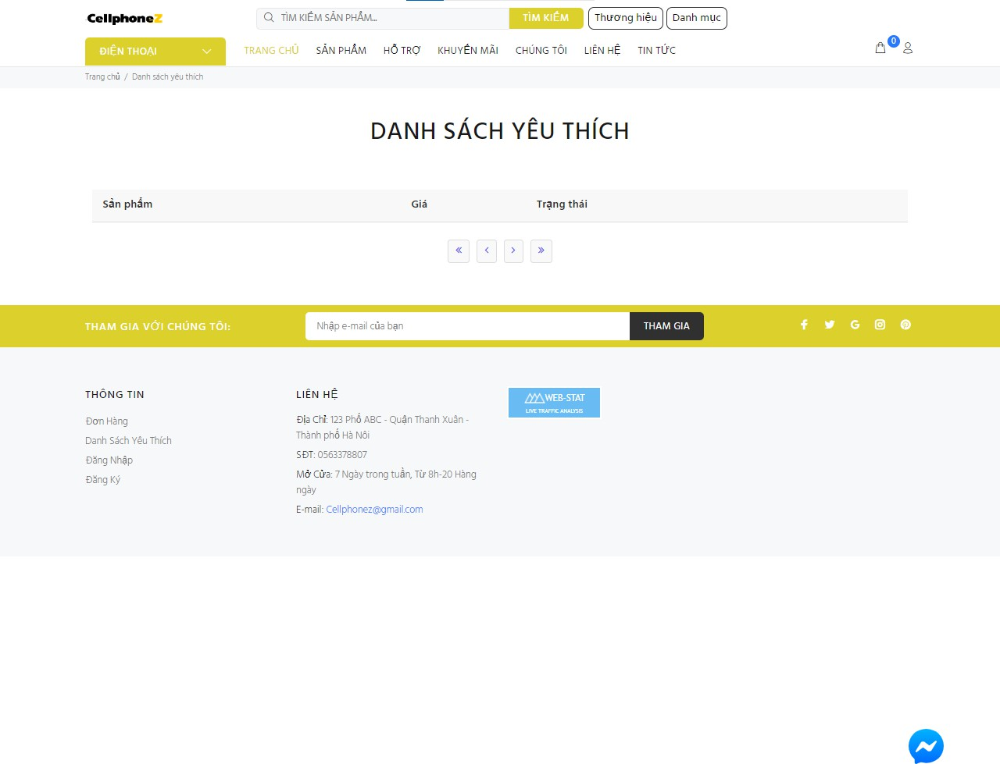 CellphoneZ
TÌM KIẾM SẢN PHẨM...
TÌM KIẾM
Thương hiệu
Danh mục
ĐIỆN THOẠI
TRANG CHỦ
SẢN PHẨM
HỖ TRỢ
KHUYẾN MÃI
CHÚNG TÔI
LIÊN HỆ
TIN TỨC
0
Trang chủ / Danh sách yêu thích
DANH SÁCH YÊU THÍCH
Sản phẩm
Giá
Trạng thái
« ‹ › »
THAM GIA VỚI CHÚNG TÔI:
Nhập e-mail của bạn
THAM GIA
THÔNG TIN
Đơn Hàng
Danh Sách Yêu Thích
Đăng Nhập
Đăng Ký
LIÊN HỆ
Địa Chỉ: 123 Phố ABC - Quận Thanh Xuân -
Thành phố Hà Nôi
SĐT: 0563378807
Mở Cửa: 7 Ngày trong tuần, Từ 8h-20 Hàng
ngày
E-mail: Cellphonez@gmail.com
WEB-STAT
LIVE TRAFFIC ANALYSIS